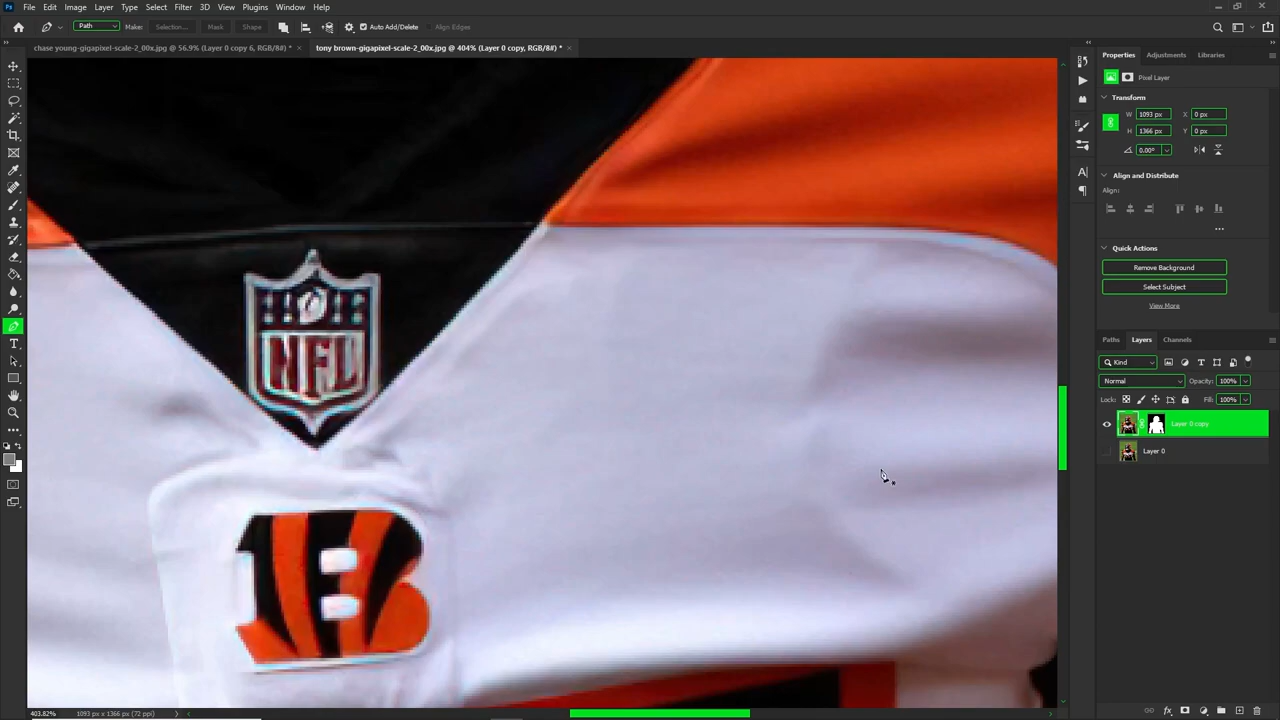 File Edit Image Layer Type Select Filter 3D View Plugins Window Help
Path Make: Selection... Mask Shape Auto Add/Delete Align Edges
chase young-gigapixel-scale-2_00x.jpg @ 56.9% (Layer 0 copy 6, RGB/8#) *
tony brown-gigapixel-scale-2_00x.jpg @ 404% (Layer 0 copy, RGB/8#) *
Properties Adjustments Libraries
Pixel Layer
Transform
W 1093 px X 0 px
H 1366 px Y 0 px
0.00°
Align and Distribute
Align:
Quick Actions
Remove Background
Select Subject
View More
Paths Layers Channels
Kind
Normal Opacity: 100%
Lock: Fill: 100%
Layer 0 copy
Layer 0
NFL
B
403.82% 1093 px x 1366 px (72 ppi)